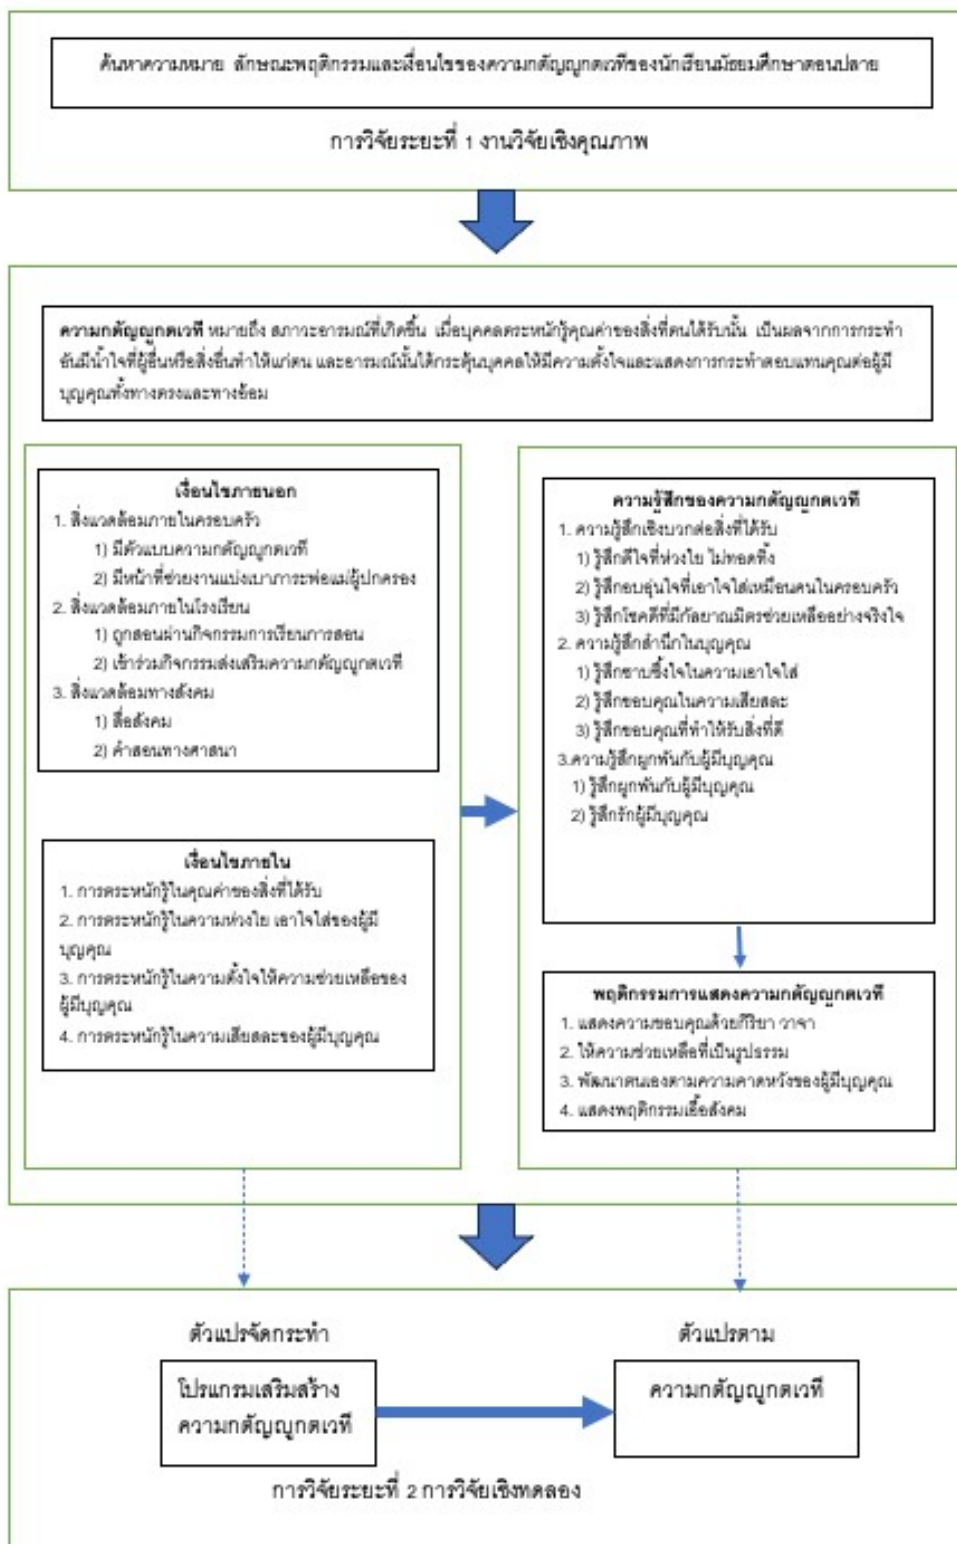 ค้นหาความหมาย ลักษณะพฤติกรรมและเงื่อนไขของความกตัญญูกตเวทีของนักเรียนมัธยมศึกษาตอนปลาย
การวิจัยระยะที่ 1 งานวิจัยเชิงคุณภาพ
ความกตัญญูกตเวที หมายถึง สภาวะอารมณ์ที่เกิดขึ้น เมื่อบุคคลตระหนักรู้คุณค่าของสิ่งที่ตนได้รับนั้น เป็นผลจากการกระทำ
อันมีน้ำใจที่ผู้อื่นหรือสิ่งอื่นทำให้แก่ตน และอารมณ์นั้นได้กระตุ้นบุคคลให้มีความตั้งใจและแสดงการกระทำตอบแทนคุณต่อผู้มี
บุญคุณทั้งทางตรงและทางอ้อม
เงื่อนไขภายนอก
1. สิ่งแวดล้อมภายในครอบครัว
1) มีตัวแบบความกตัญญูกตเวที
2) มีหน้าที่ช่วยงานแบ่งเบาภาระพ่อแม่ผู้ปกครอง
2. สิ่งแวดล้อมภายในโรงเรียน
1) ถูกสอนผ่านกิจกรรมการเรียนการสอน
2) เข้าร่วมกิจกรรมส่งเสริมความกตัญญูกตเวที
3. สิ่งแวดล้อมทางสังคม
1) สื่อสังคม
2) คำสอนทางศาสนา
เงื่อนไขภายใน
1. การตระหนักรู้ในคุณค่าของสิ่งที่ได้รับ
2. การตระหนักรู้ในความห่วงใย เอาใจใส่ของผู้มี
บุญคุณ
3. การตระหนักรู้ในความตั้งใจให้ความช่วยเหลือของ
ผู้มีบุญคุณ
4. การตระหนักรู้ในความเสียสละของผู้มีบุญคุณ
ความรู้สึกของความกตัญญูกตเวที
1. ความรู้สึกเชิงบวกต่อสิ่งที่ได้รับ
1) รู้สึกดีใจที่ห่วงใย ไม่ทอดทิ้ง
2) รู้สึกอบอุ่นใจที่เอาใจใส่เหมือนคนในครอบครัว
3) รู้สึกโชคดีที่มีกัลยาณมิตรช่วยเหลืออย่างจริงใจ
2. ความรู้สึกสำนึกในบุญคุณ
1) รู้สึกซาบซึ้งใจในความเอาใจใส่
2) รู้สึกขอบคุณในความเสียสละ
3) รู้สึกขอบคุณที่ทำให้รับสิ่งที่ดี
3.ความรู้สึกผูกพันกับผู้มีบุญคุณ
1) รู้สึกผูกพันกับผู้มีบุญคุณ
2) รู้สึกรักผู้มีบุญคุณ
พฤติกรรมการแสดงความกตัญญูกตเวที
1. แสดงความขอบคุณด้วยกิริยา วาจา
2. ให้ความช่วยเหลือที่เป็นรูปธรรม
3. พัฒนาตนเองตามความคาดหวังของผู้มีบุญคุณ
4. แสดงพฤติกรรมเอื้อสังคม
ตัวแปรจัดกระทำ
โปรแกรมเสริมสร้าง
ความกตัญญูกตเวที
ตัวแปรตาม
ความกตัญญูกตเวที
การวิจัยระยะที่ 2 การวิจัยเชิงทดลอง